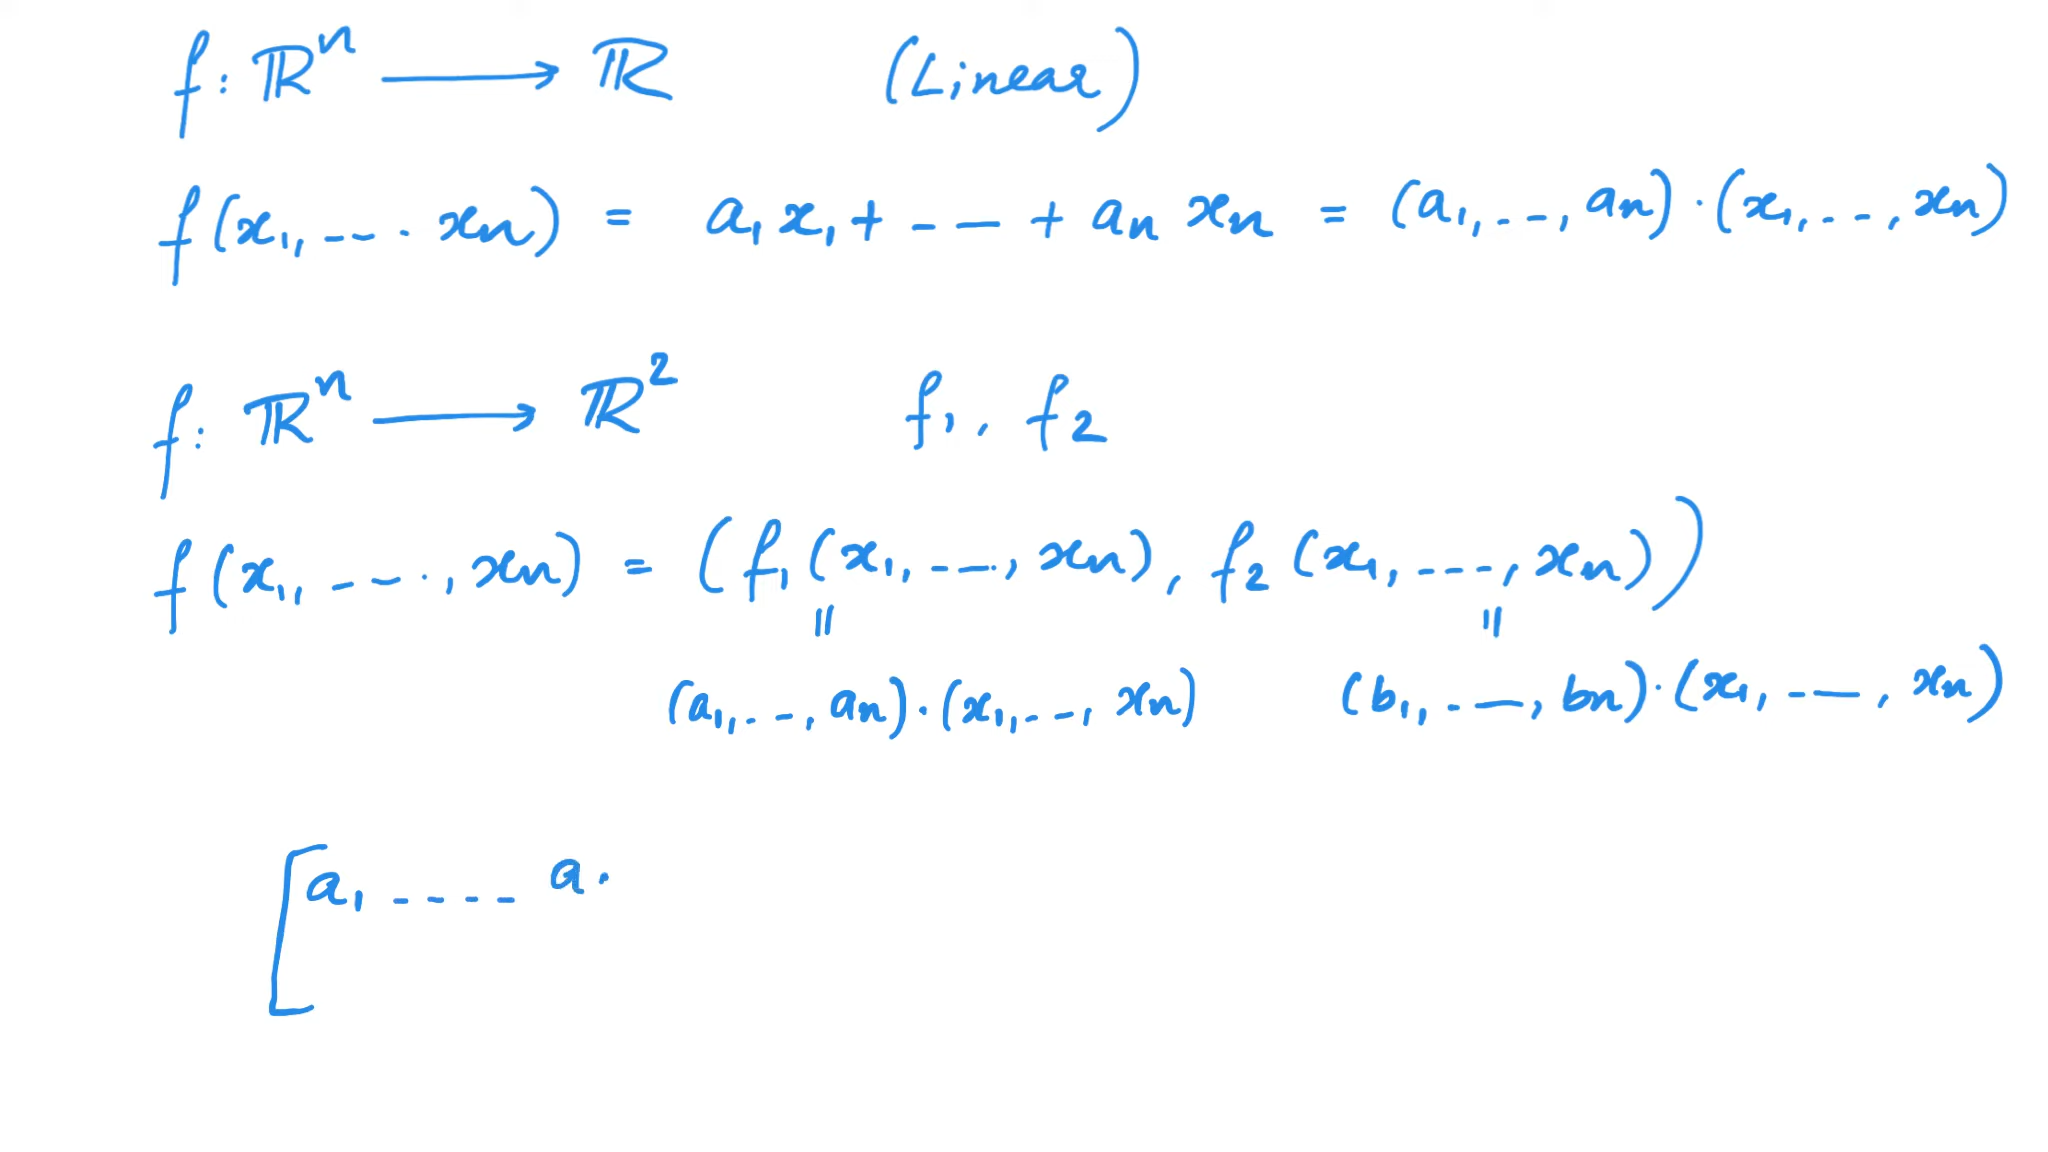 f: ℝⁿ ⟶ ℝ (Linear)
f(x₁, --- xₙ) = a₁x₁ + -- + aₙxₙ = (a₁, --, aₙ)·(x₁, --, xₙ)
f: ℝⁿ ⟶ ℝ² f₁, f₂
f(x₁, ---, xₙ) = (f₁(x₁, --, xₙ), f₂(x₁, ---, xₙ))
|| ||
(a₁, --, aₙ)·(x₁, --, xₙ) (b₁, --, bₙ)·(x₁, --, xₙ)
[a₁ ---- a.